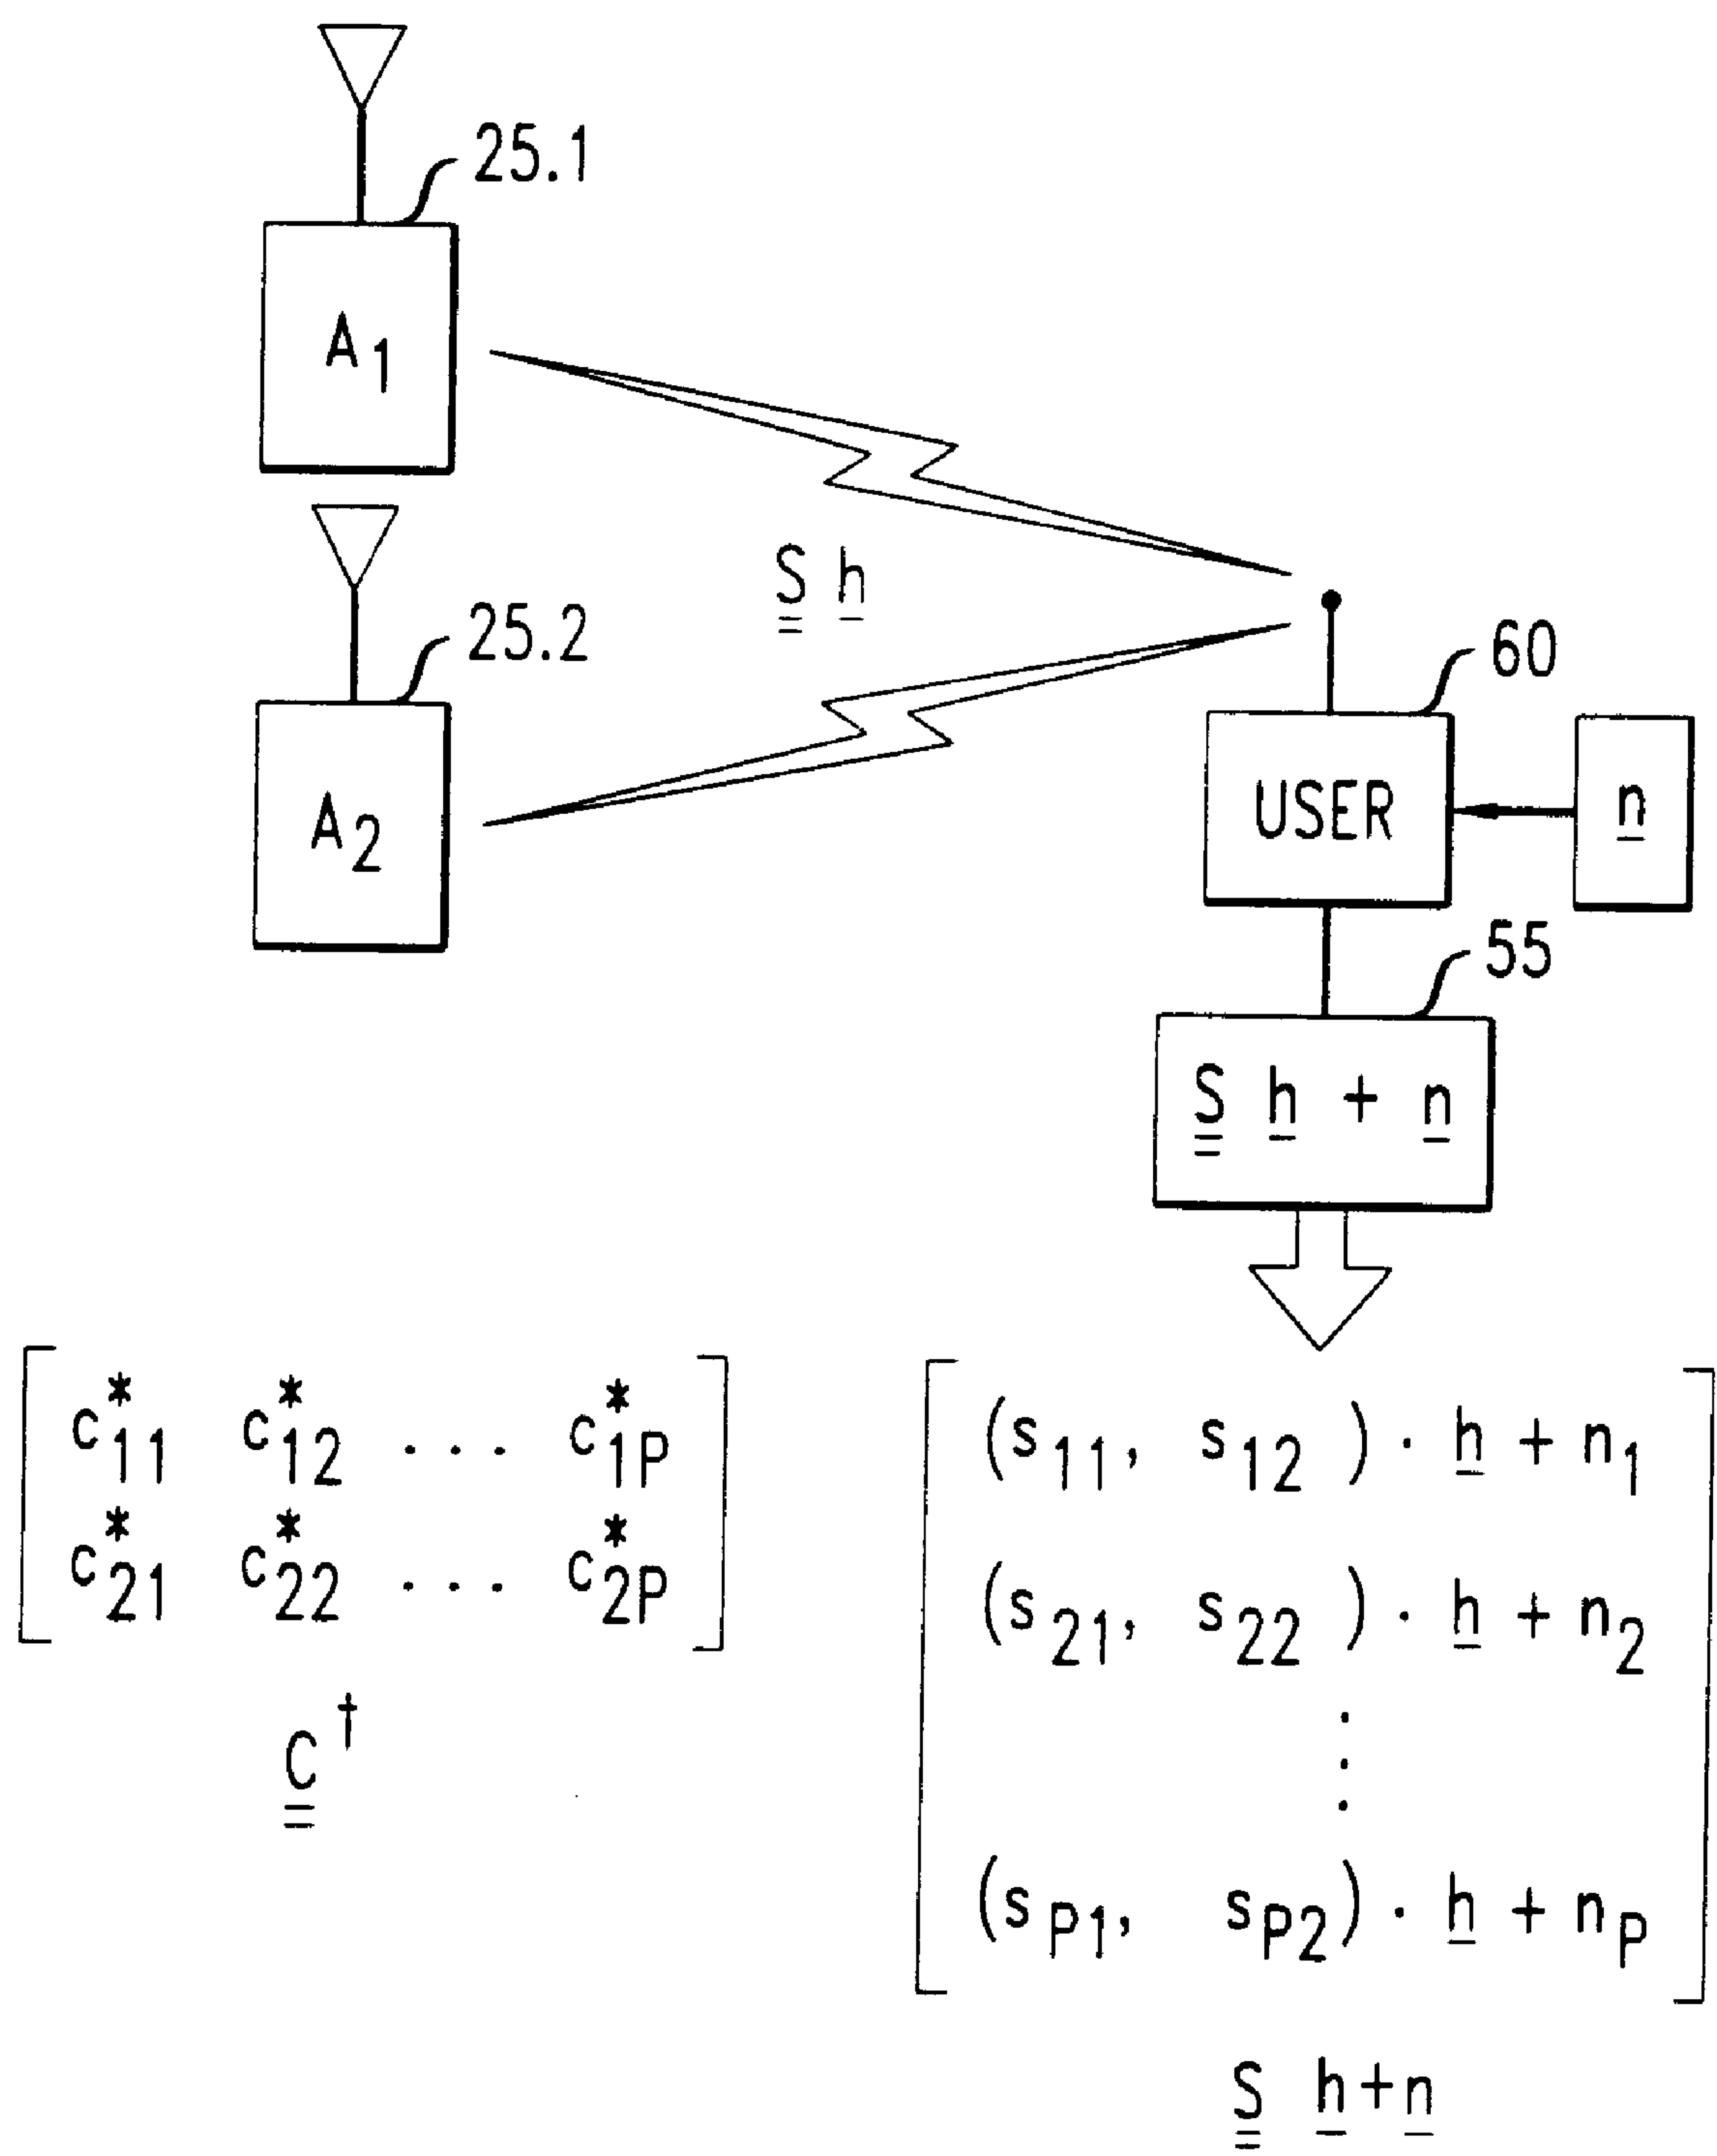 25.1
A1
S h
25.2
A2
60
USER
n
55
S h + n
c*11 c*12 ... c*1P
c*21 c*22 ... c*2P
C†
(s11, s12) · h + n1
(s21, s22) · h + n2
⋮
(sP1, sP2) · h + nP
S h+n